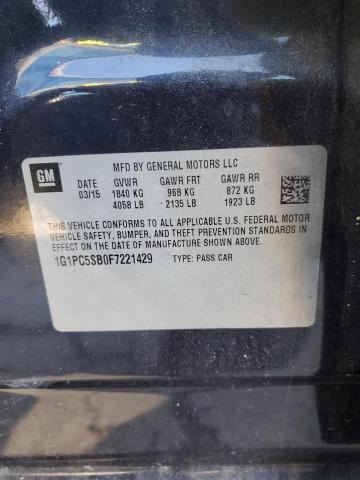 GM
MFD BY GENERAL MOTORS LLC
DATE GVWR GAWR FRT GAWR RR
03/15 1840 KG 968 KG 872 KG
4058 LB 2135 LB 1923 LB
THIS VEHICLE CONFORMS TO ALL APPLICABLE U.S. FEDERAL MOTOR
VEHICLE SAFETY, BUMPER, AND THEFT PREVENTION STANDARDS IN
EFFECT ON THE DATE OF MANUFACTURE SHOWN ABOVE.
1G1PC5SB0F7221429 TYPE: PASS CAR